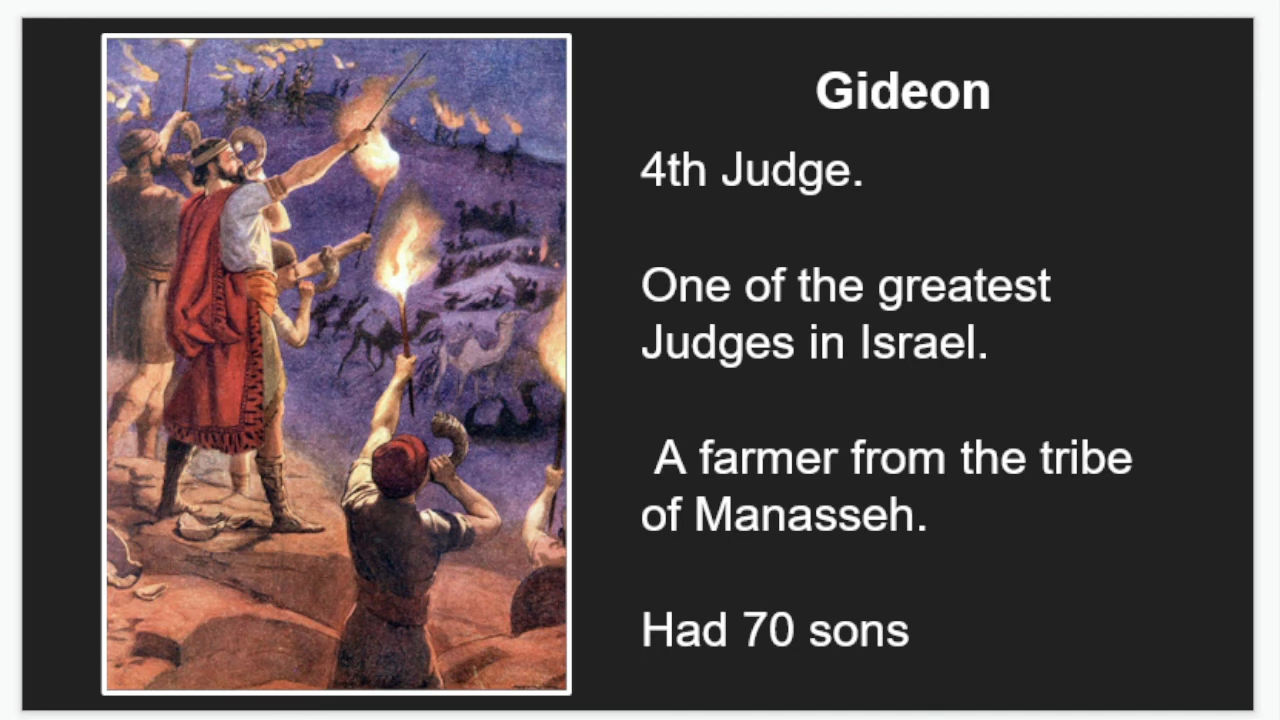 Gideon
4th Judge.
One of the greatest
Judges in Israel.
A farmer from the tribe
of Manasseh.
Had 70 sons